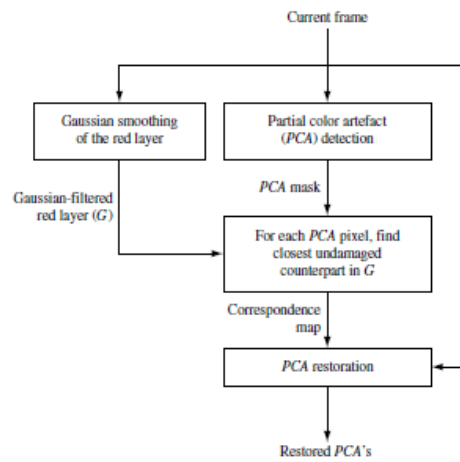 Current frame
Gaussian smoothing
of the red layer
Partial color artefact
(PCA) detection
Gaussian-filtered
red layer (G)
PCA mask
For each PCA pixel, find
closest undamaged
counterpart in G
Correspondence
map
PCA restoration
Restored PCA's